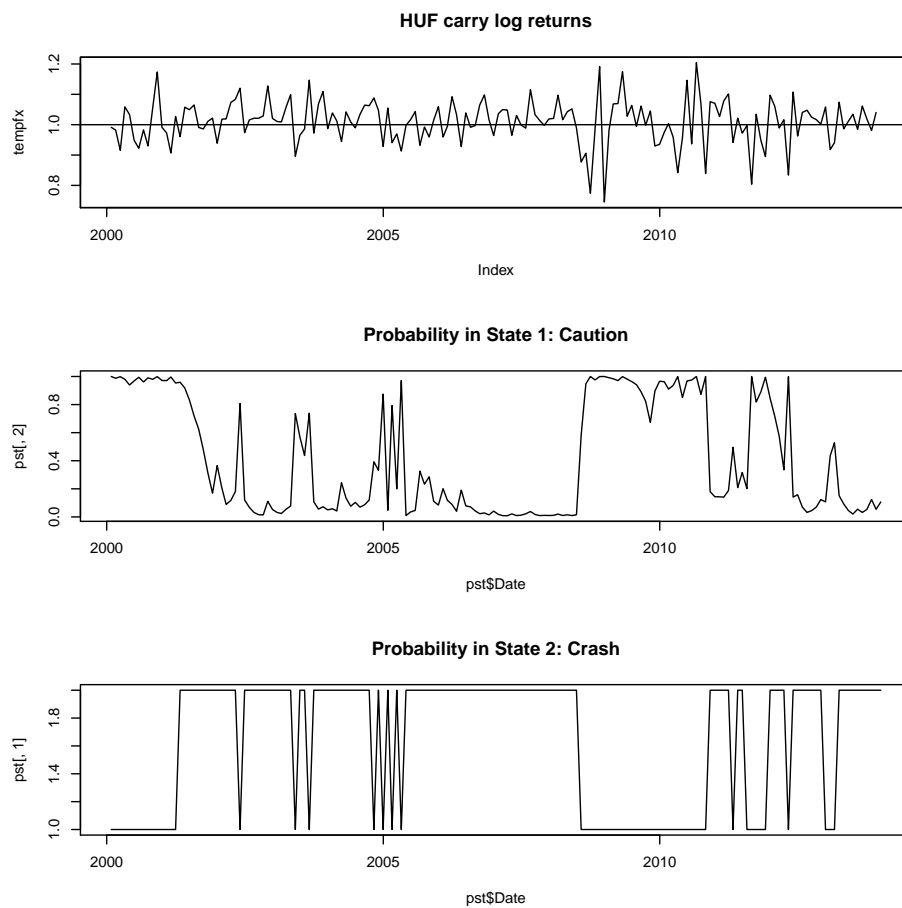 HUF carry log returns
tempfx
0.8 1.0 1.2
2000 2005 2010
Index
Probability in State 1: Caution
pst[, 2]
0.0 0.4 0.8
2000 2005 2010
pst$Date
Probability in State 2: Crash
pst[, 1]
1.0 1.4 1.8
2000 2005 2010
pst$Date